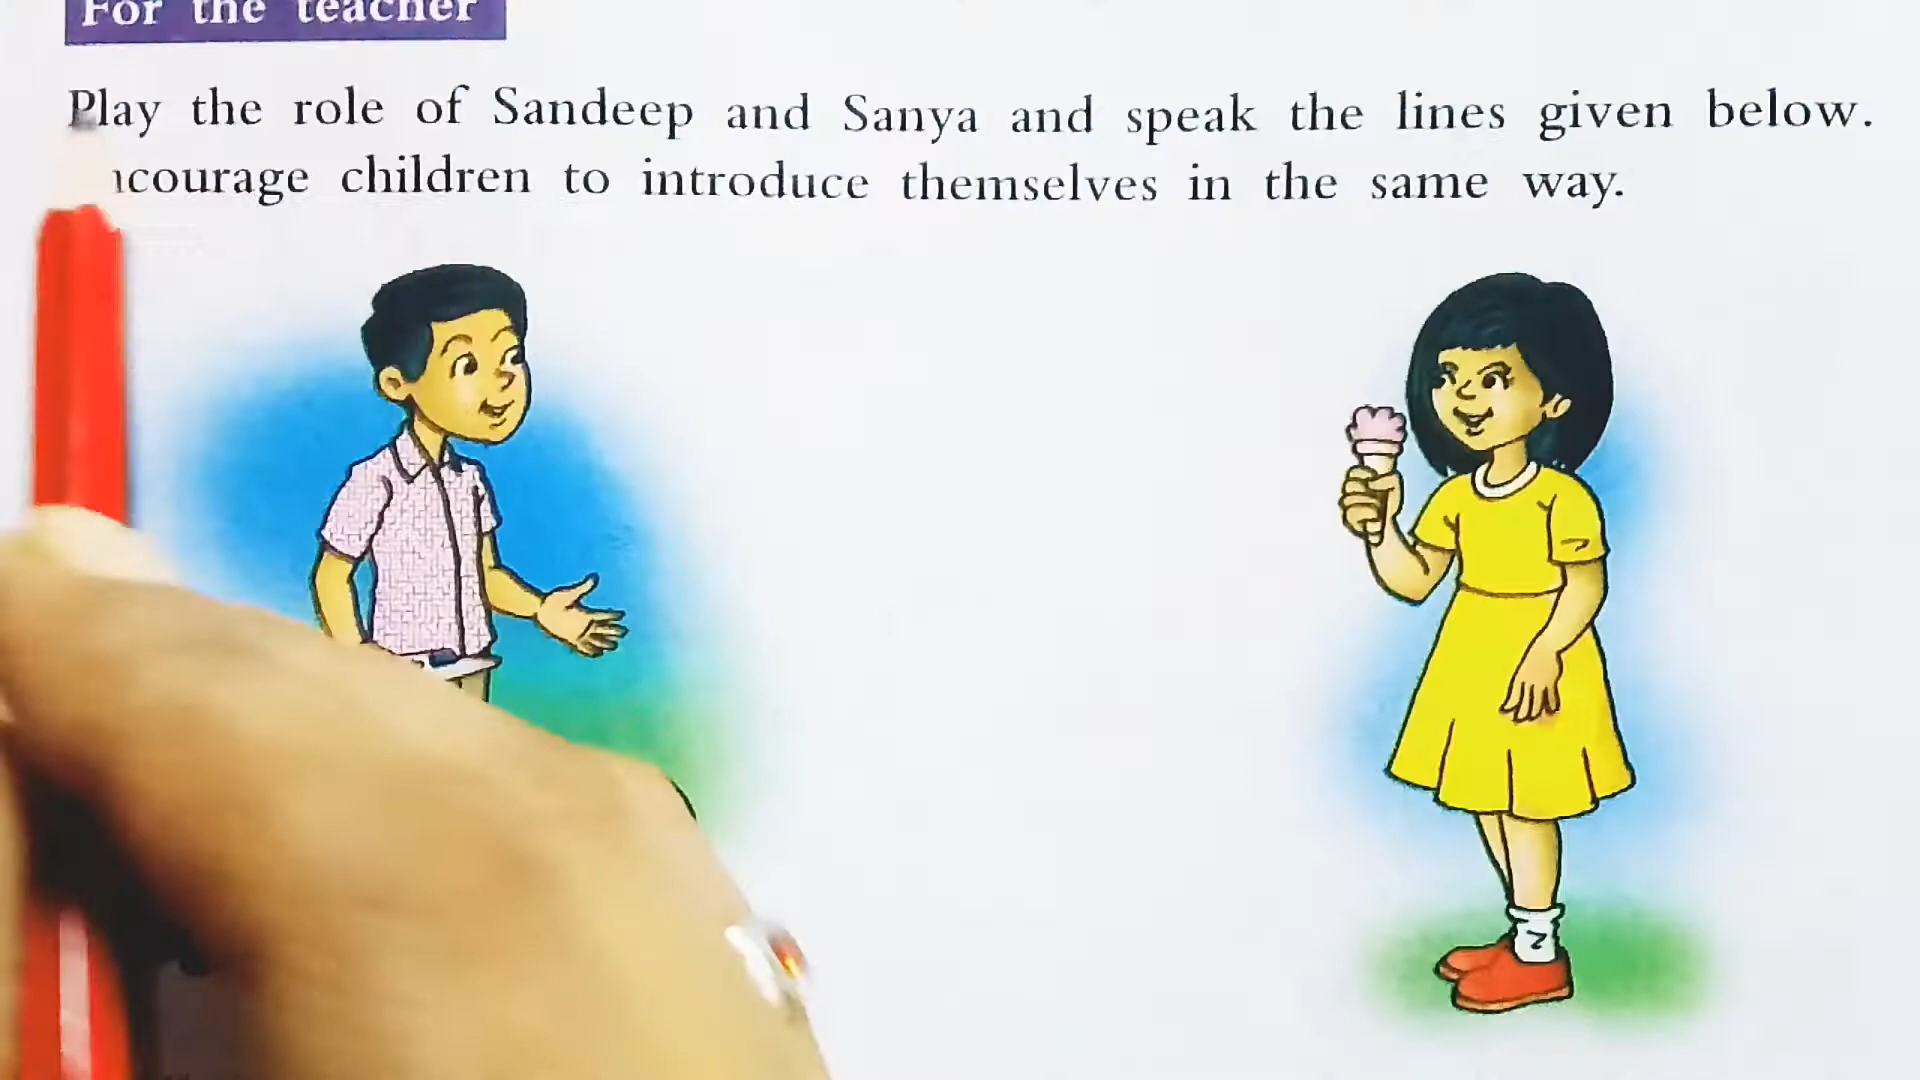 For the teacher
Play the role of Sandeep and Sanya and speak the lines given below.
courage children to introduce themselves in the same way.